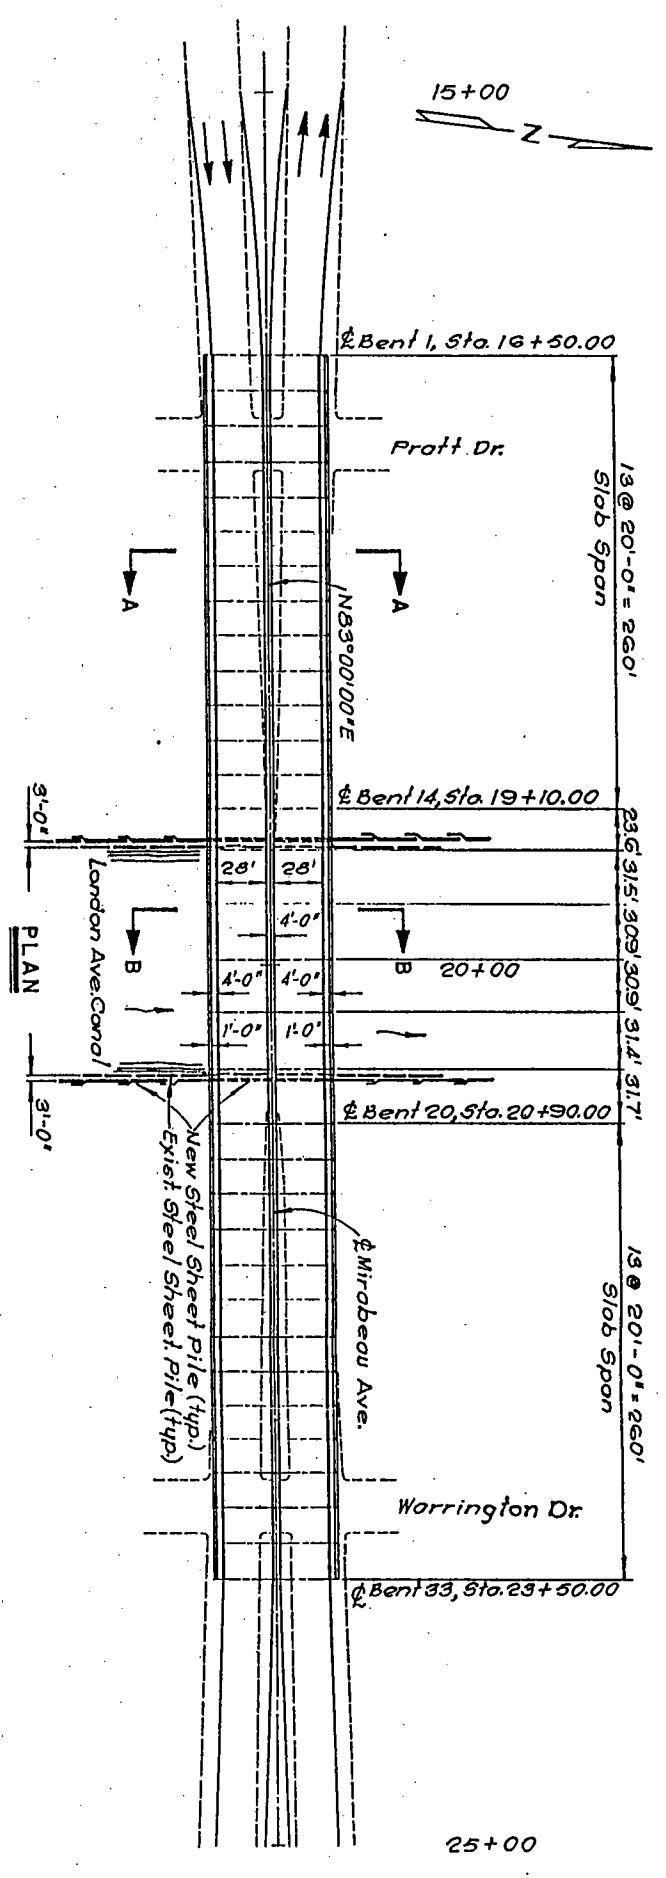 15+00
N
℄ Bent 1, Sta. 16+50.00
Pratt Dr.
13 @ 20'-0" = 260'
Slab Span
A
A
N83°00'00"E
℄ Bent 14, Sta. 19+10.00
3'-0"
23.6' 31.5' 30.9' 30.9' 31.4' 31.7'
28' 28'
4'-0"
London Ave. Canal
PLAN
B
B
20+00
4'-0" 4'-0"
1'-0" 1'-0"
℄ Bent 20, Sta. 20+90.00
3'-0"
New Steel Sheet Pile (typ.)
Exist. Steel Sheet Pile (typ.)
℄ Mirabeau Ave.
13 @ 20'-0" = 260'
Slab Span
Warrington Dr.
℄ Bent 33, Sta. 23+50.00
25+00